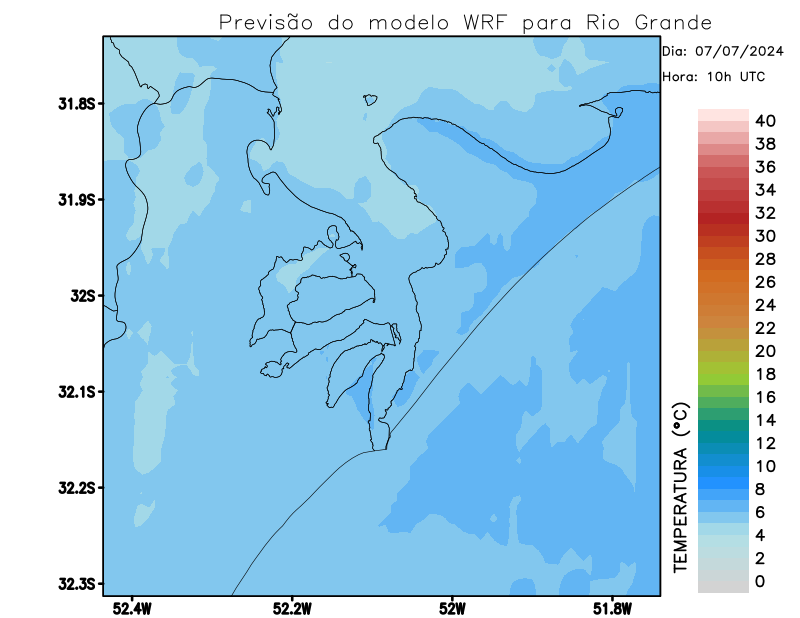 Previsão do modelo WRF para Rio Grande
Dia: 07/07/2024
Hora: 10h UTC
31.8S
31.9S
32S
32.1S
32.2S
32.3S
52.4W
52.2W
52W
51.8W
TEMPERATURA (°C)
40
38
36
34
32
30
28
26
24
22
20
18
16
14
12
10
8
6
4
2
0